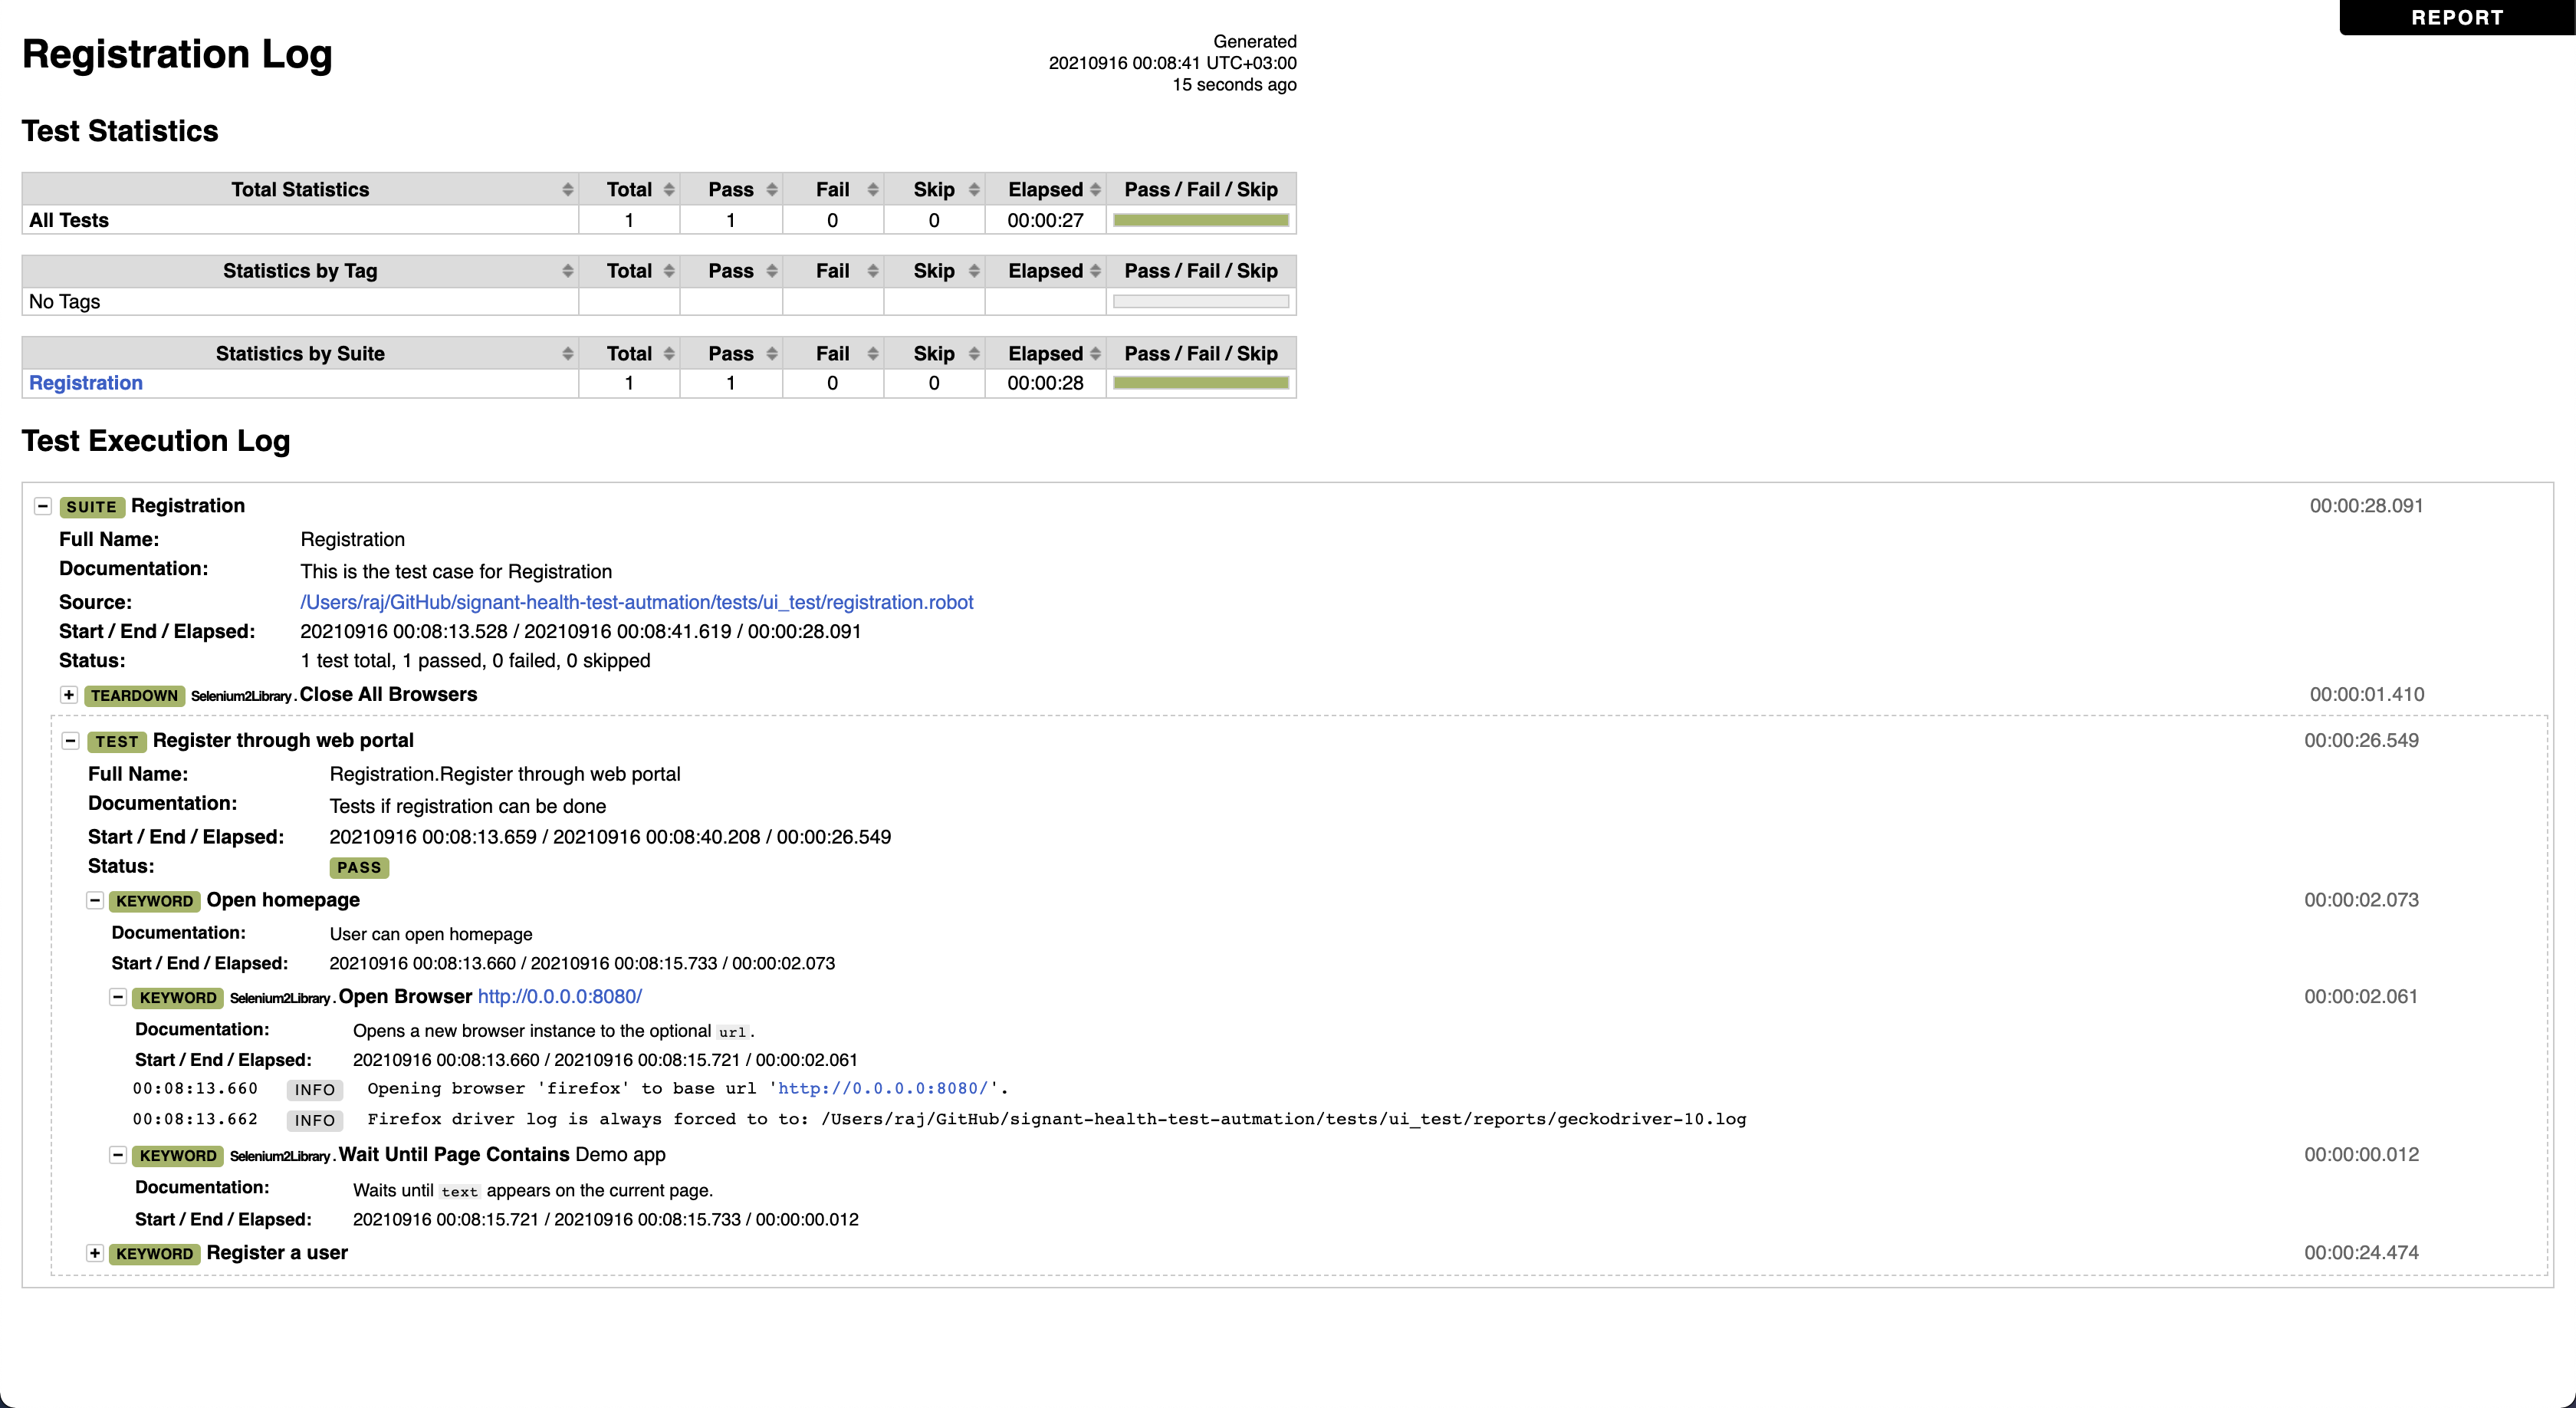 REPORT
Registration Log
Generated
20210916 00:08:41 UTC+03:00
15 seconds ago
Test Statistics
Total Statistics Total Pass Fail Skip Elapsed Pass / Fail / Skip
All Tests 1 1 0 0 00:00:27
Statistics by Tag Total Pass Fail Skip Elapsed Pass / Fail / Skip
No Tags
Statistics by Suite Total Pass Fail Skip Elapsed Pass / Fail / Skip
Registration 1 1 0 0 00:00:28
Test Execution Log
- SUITE Registration 00:00:28.091
Full Name: Registration
Documentation: This is the test case for Registration
Source: /Users/raj/GitHub/signant-health-test-autmation/tests/ui_test/registration.robot
Start / End / Elapsed: 20210916 00:08:13.528 / 20210916 00:08:41.619 / 00:00:28.091
Status: 1 test total, 1 passed, 0 failed, 0 skipped
+ TEARDOWN Selenium2Library. Close All Browsers 00:00:01.410
- TEST Register through web portal 00:00:26.549
Full Name: Registration.Register through web portal
Documentation: Tests if registration can be done
Start / End / Elapsed: 20210916 00:08:13.659 / 20210916 00:08:40.208 / 00:00:26.549
Status: PASS
- KEYWORD Open homepage 00:00:02.073
Documentation: User can open homepage
Start / End / Elapsed: 20210916 00:08:13.660 / 20210916 00:08:15.733 / 00:00:02.073
- KEYWORD Selenium2Library. Open Browser http://0.0.0.0:8080/ 00:00:02.061
Documentation: Opens a new browser instance to the optional url.
Start / End / Elapsed: 20210916 00:08:13.660 / 20210916 00:08:15.721 / 00:00:02.061
00:08:13.660 INFO Opening browser 'firefox' to base url 'http://0.0.0.0:8080/'.
00:08:13.662 INFO Firefox driver log is always forced to to: /Users/raj/GitHub/signant-health-test-autmation/tests/ui_test/reports/geckodriver-10.log
- KEYWORD Selenium2Library. Wait Until Page Contains Demo app 00:00:00.012
Documentation: Waits until text appears on the current page.
Start / End / Elapsed: 20210916 00:08:15.721 / 20210916 00:08:15.733 / 00:00:00.012
+ KEYWORD Register a user 00:00:24.474